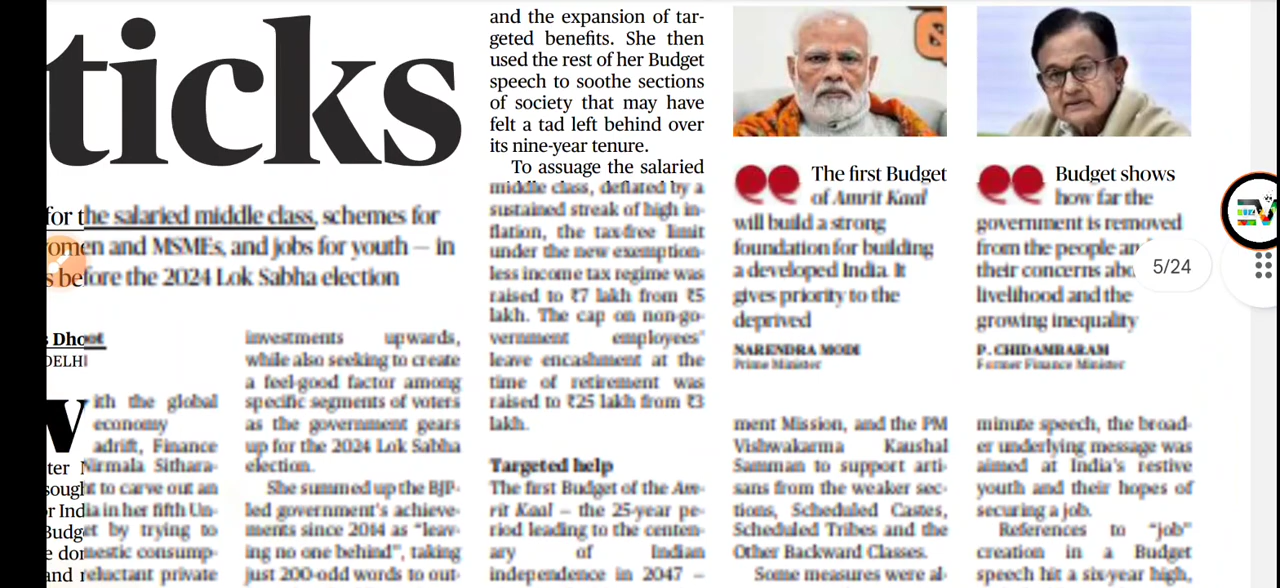 ticks
for the salaried middle class, schemes for
omen and MSMEs, and jobs for youth — in
s before the 2024 Lok Sabha election
s Dhoot
DELHI
W
ith the global
economy
adrift, Finance
ter Nirmala Sithara-
sought to carve out an
r India in her fifth Un-
Budget by trying to
e domestic consump-
and reluctant private
investments upwards,
while also seeking to create
a feel-good factor among
specific segments of voters
as the government gears
up for the 2024 Lok Sabha
election.
She summed up the BJP-
led government's achieve-
ments since 2014 as “leav-
ing no one behind”, taking
just 200-odd words to out-
and the expansion of tar-
geted benefits. She then
used the rest of her Budget
speech to soothe sections
of society that may have
felt a tad left behind over
its nine-year tenure.
To assuage the salaried
middle class, deflated by a
sustained streak of high in-
flation, the tax-free limit
under the new exemption-
less income tax regime was
raised to ₹7 lakh from ₹5
lakh. The cap on non-go-
vernment employees'
leave encashment at the
time of retirement was
raised to ₹25 lakh from ₹3
lakh.
Targeted help
The first Budget of the Am-
rit Kaal – the 25-year pe-
riod leading to the centen-
ary of Indian
independence in 2047 –
The first Budget
of Amrit Kaal
will build a strong
foundation for building
a developed India. It
gives priority to the
deprived
NARENDRA MODI
Prime Minister
ment Mission, and the PM
Vishwakarma Kaushal
Samman to support arti-
sans from the weaker sec-
tions, Scheduled Castes,
Scheduled Tribes and the
Other Backward Classes.
Some measures were al-
Budget shows
how far the
government is removed
from the people an
their concerns abo
livelihood and the
growing inequality
P. CHIDAMBARAM
Former Finance Minister
minute speech, the broad-
er underlying message was
aimed at India's restive
youth and their hopes of
securing a job.
References to “job”
creation in a Budget
speech hit a six-year high,
5/24